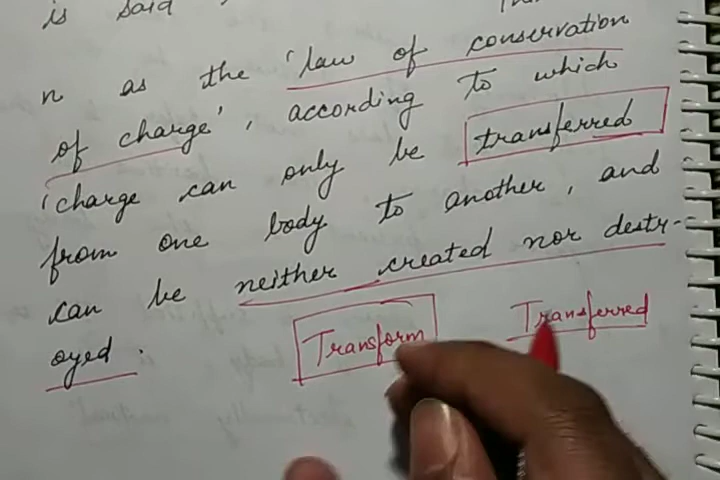 is said
n as the 'law of conservation
of charge', according to which
'charge can only be transferred
from one body to another, and
can be neither created nor destr-
oyed.
Transform Transferred